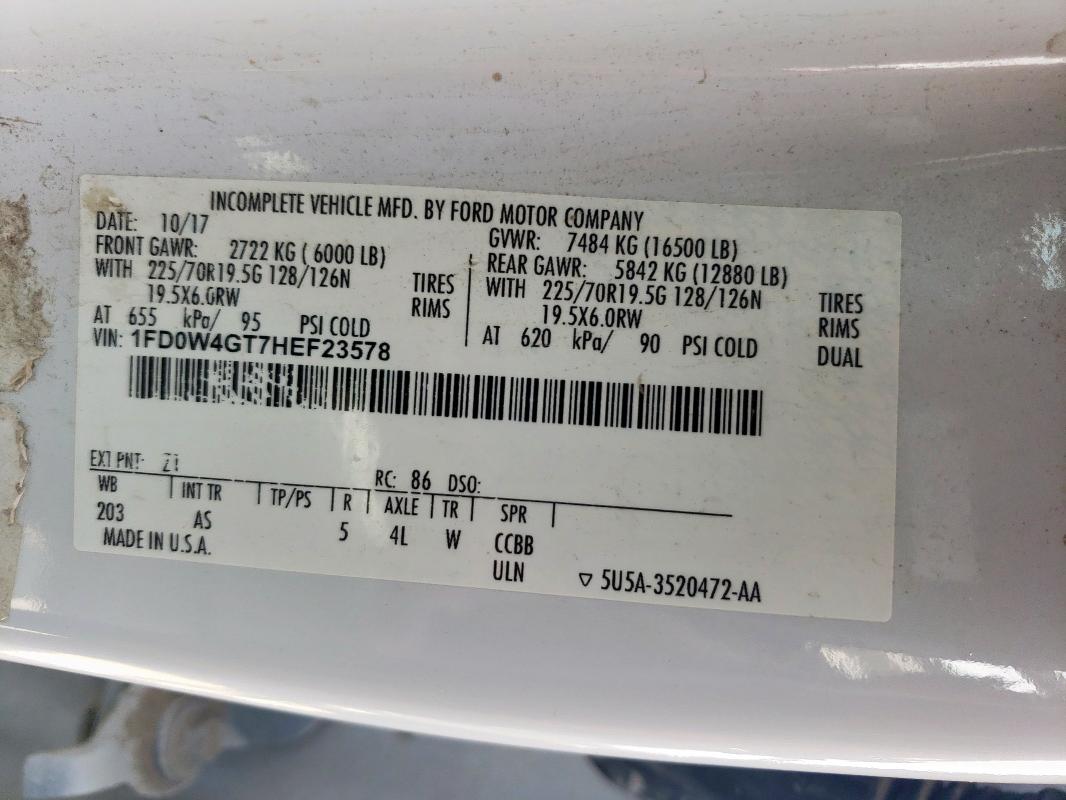 INCOMPLETE VEHICLE MFD. BY FORD MOTOR COMPANY
DATE: 10/17 GVWR: 7484 KG (16500 LB)
FRONT GAWR: 2722 KG ( 6000 LB) REAR GAWR: 5842 KG (12880 LB)
WITH 225/70R19.5G 128/126N TIRES WITH 225/70R19.5G 128/126N TIRES
19.5X6.0RW RIMS 19.5X6.0RW RIMS
AT 655 kPa/ 95 PSI COLD AT 620 kPa/ 90 PSI COLD DUAL
VIN: 1FD0W4GT7HEF23578
EXT PNT: Z1 RC: 86 DSO:
WB INT TR TP/PS R AXLE TR SPR
203 AS 5 4L W CCBB
MADE IN U.S.A. ULN ▽ 5U5A-3520472-AA